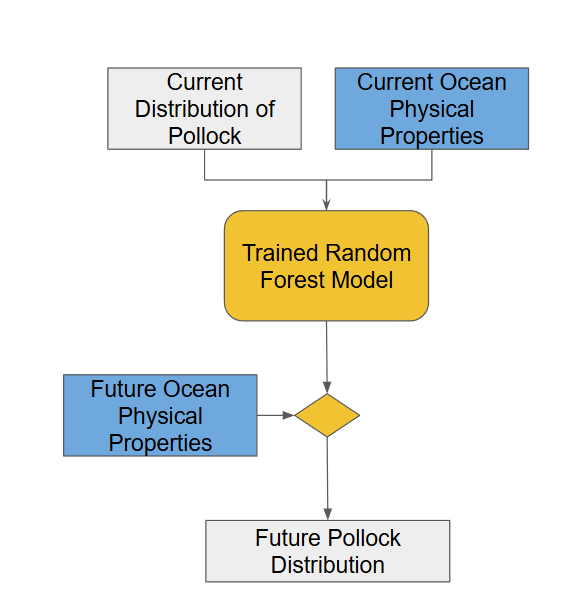 Current
Distribution of
Pollock
Current Ocean
Physical
Properties
Trained Random
Forest Model
Future Ocean
Physical
Properties
Future Pollock
Distribution